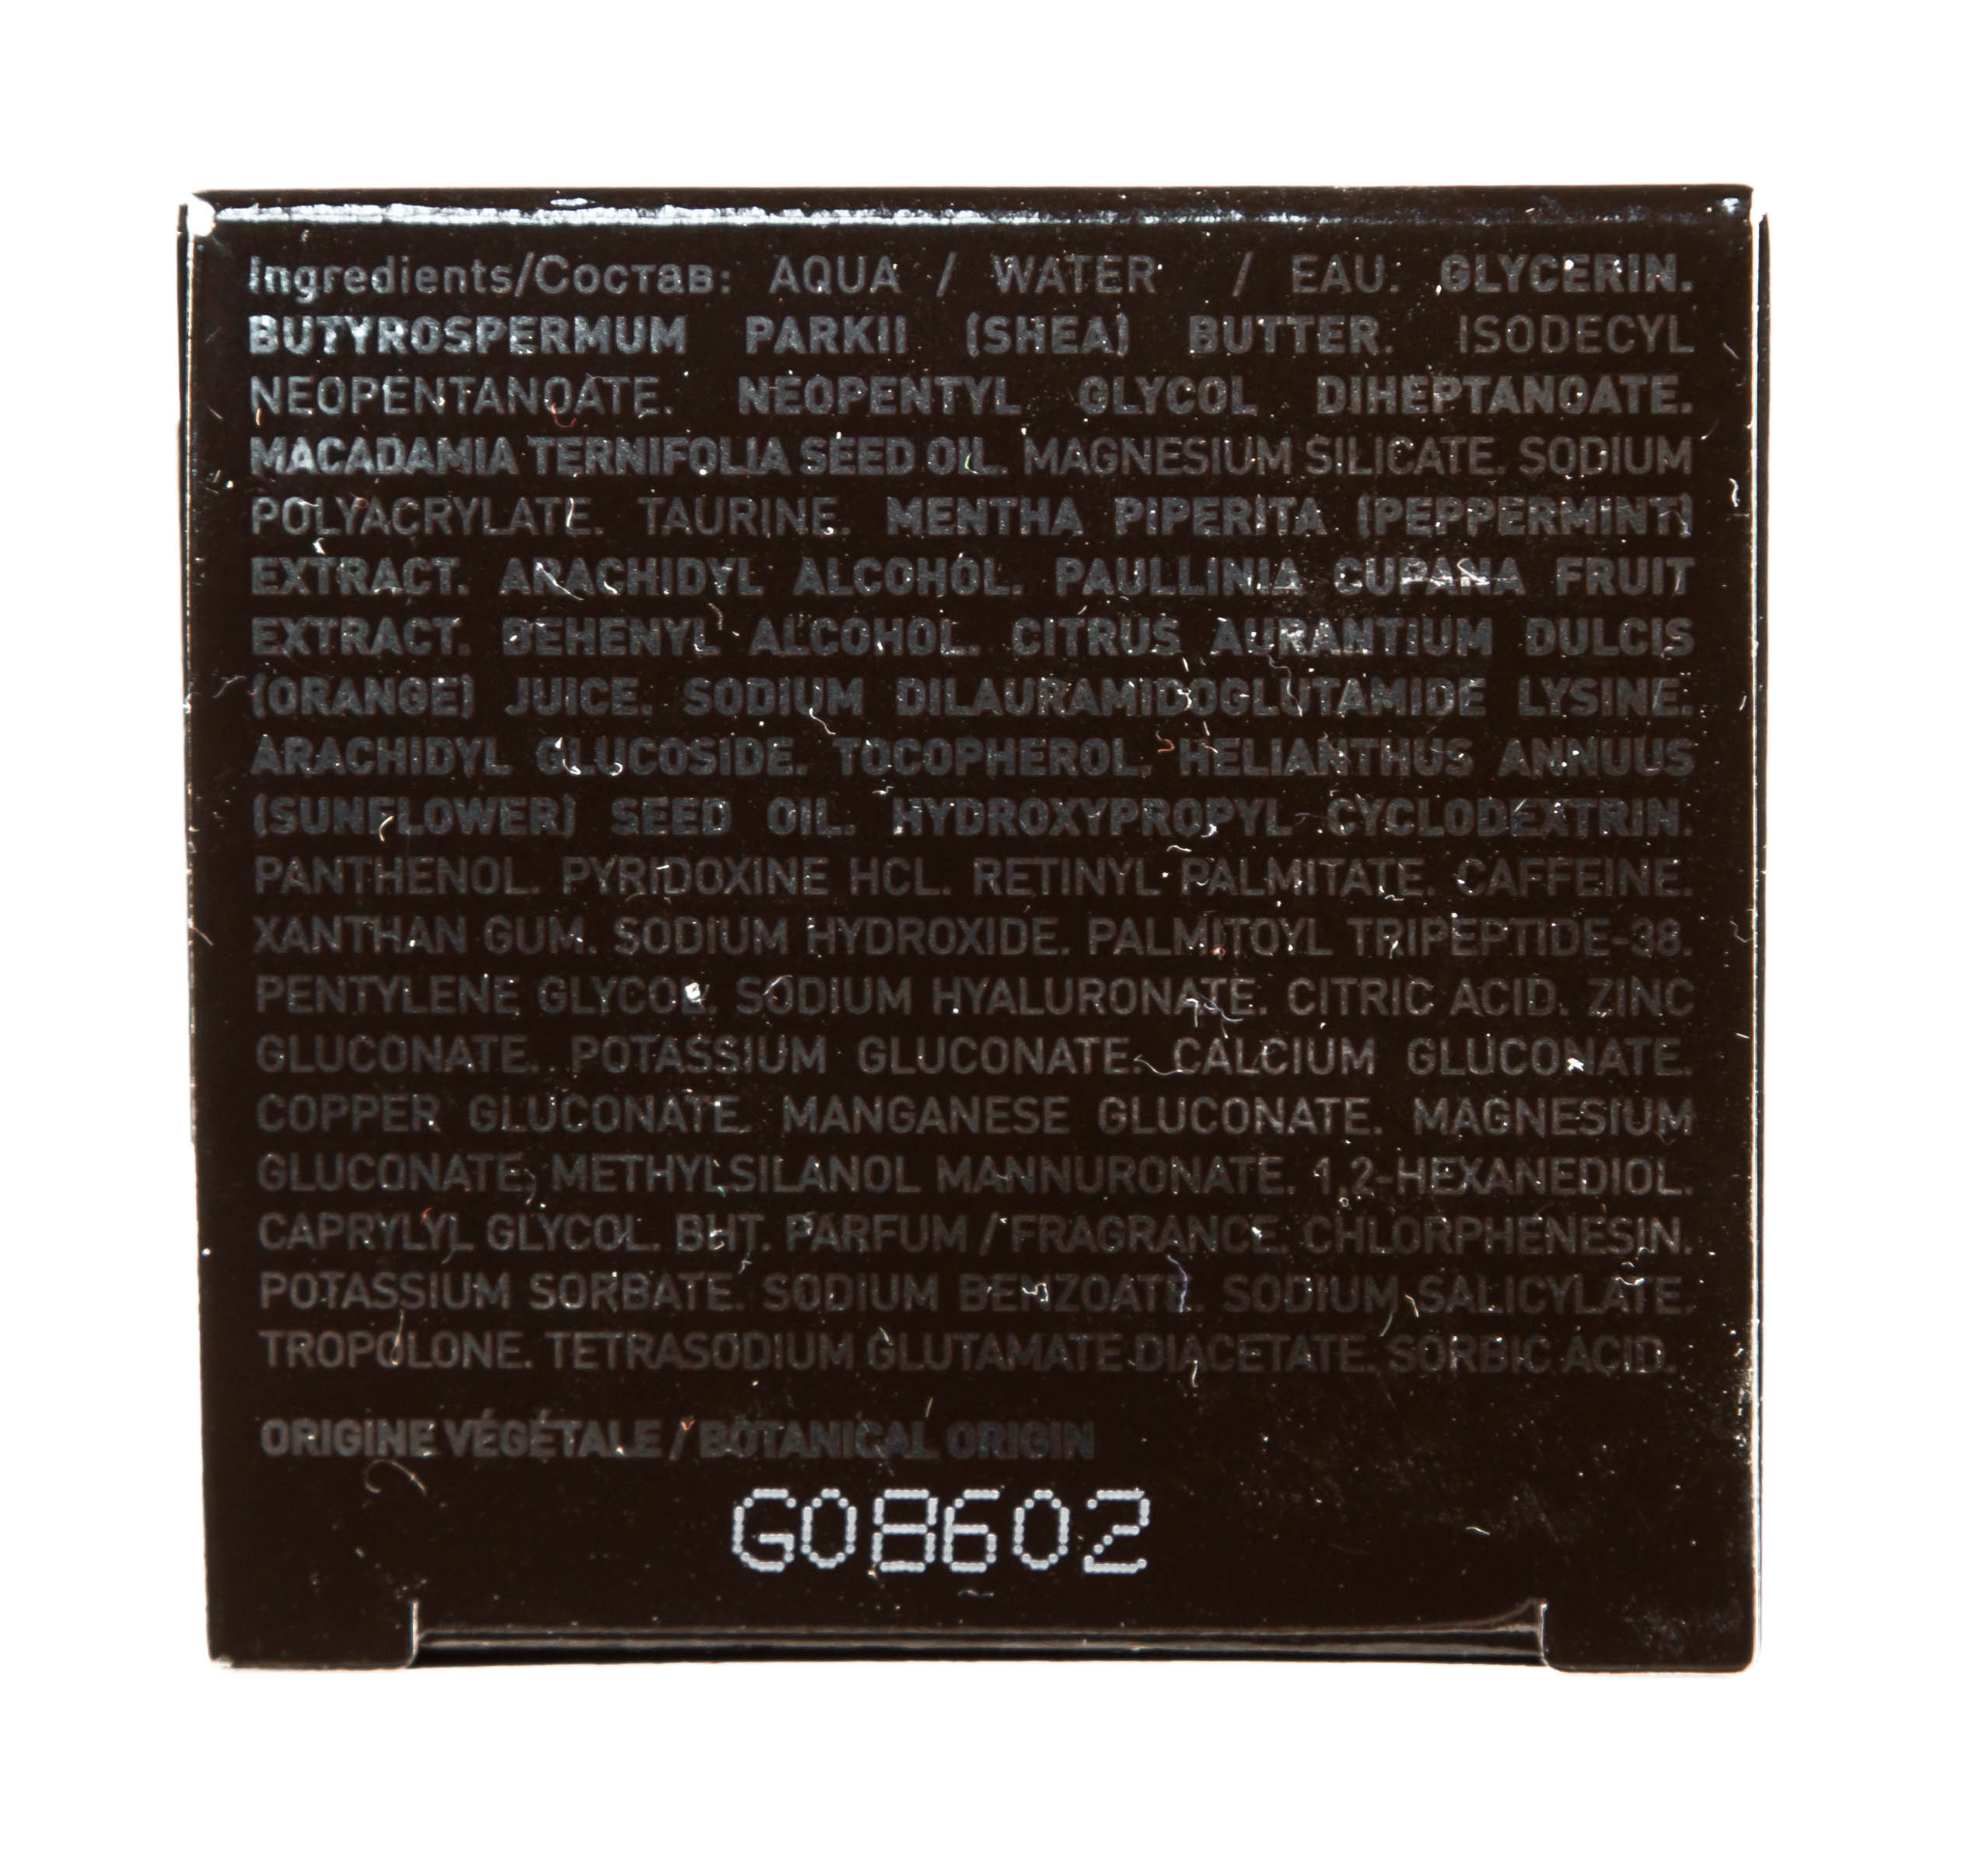 Ingredients/Состав: AQUA / WATER / EAU. GLYCERIN.
BUTYROSPERMUM PARKII (SHEA) BUTTER. ISODECYL
NEOPENTANOATE. NEOPENTYL GLYCOL DIHEPTANOATE.
MACADAMIA TERNIFOLIA SEED OIL. MAGNESIUM SILICATE. SODIUM
POLYACRYLATE. TAURINE. MENTHA PIPERITA (PEPPERMINT)
EXTRACT. ARACHIDYL ALCOHOL. PAULLINIA CUPANA FRUIT
EXTRACT. BEHENYL ALCOHOL. CITRUS AURANTIUM DULCIS
(ORANGE) JUICE. SODIUM DILAURAMIDOGLUTAMIDE LYSINE.
ARACHIDYL GLUCOSIDE. TOCOPHEROL. HELIANTHUS ANNUUS
(SUNFLOWER) SEED OIL. HYDROXYPROPYL CYCLODEXTRIN.
PANTHENOL. PYRIDOXINE HCL. RETINYL PALMITATE. CAFFEINE.
XANTHAN GUM. SODIUM HYDROXIDE. PALMITOYL TRIPEPTIDE-38.
PENTYLENE GLYCOL. SODIUM HYALURONATE. CITRIC ACID. ZINC
GLUCONATE. POTASSIUM GLUCONATE. CALCIUM GLUCONATE.
COPPER GLUCONATE. MANGANESE GLUCONATE. MAGNESIUM
GLUCONATE. METHYLSILANOL MANNURONATE. 1,2-HEXANEDIOL.
CAPRYLYL GLYCOL. BHT. PARFUM / FRAGRANCE. CHLORPHENESIN.
POTASSIUM SORBATE. SODIUM BENZOATE. SODIUM SALICYLATE.
TROPOLONE. TETRASODIUM GLUTAMATE DIACETATE. SORBIC ACID.
ORIGINE VÉGÉTALE / BOTANICAL ORIGIN
G08602